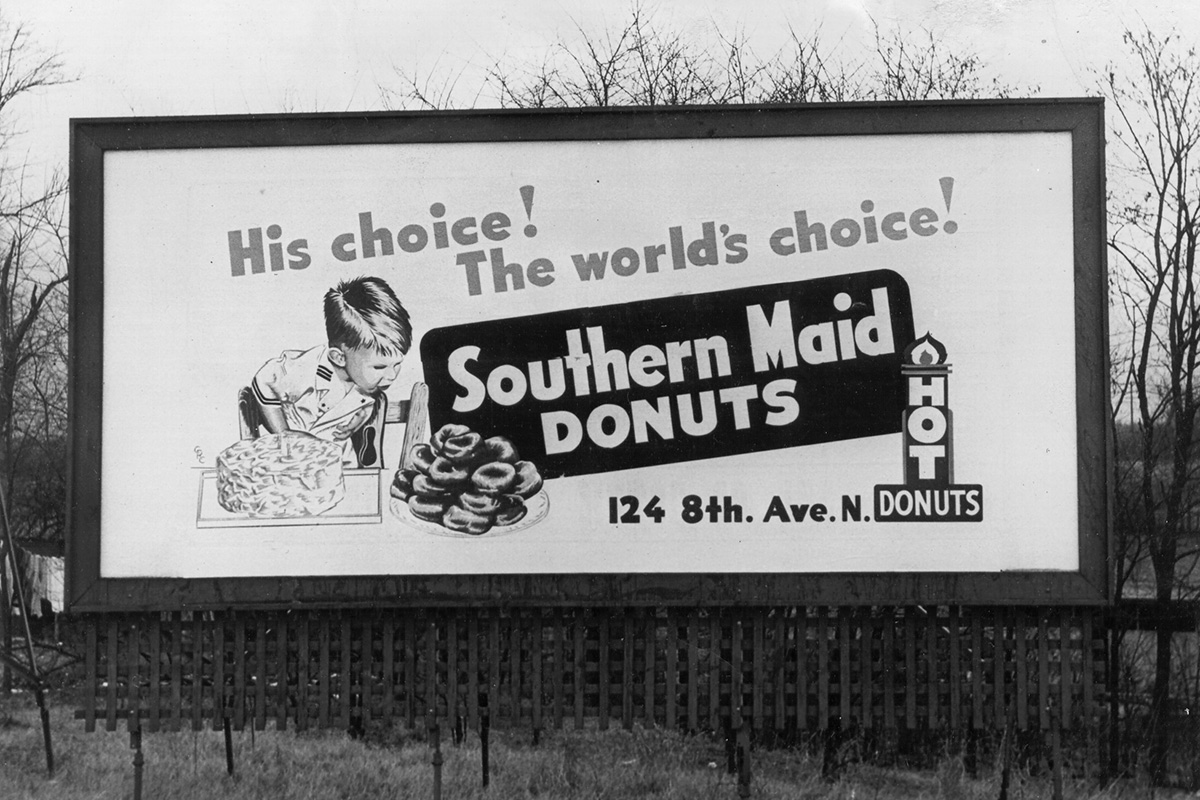 His choice!
The world's choice!
Southern Maid
DONUTS
124 8th. Ave. N.
HOT
DONUTS